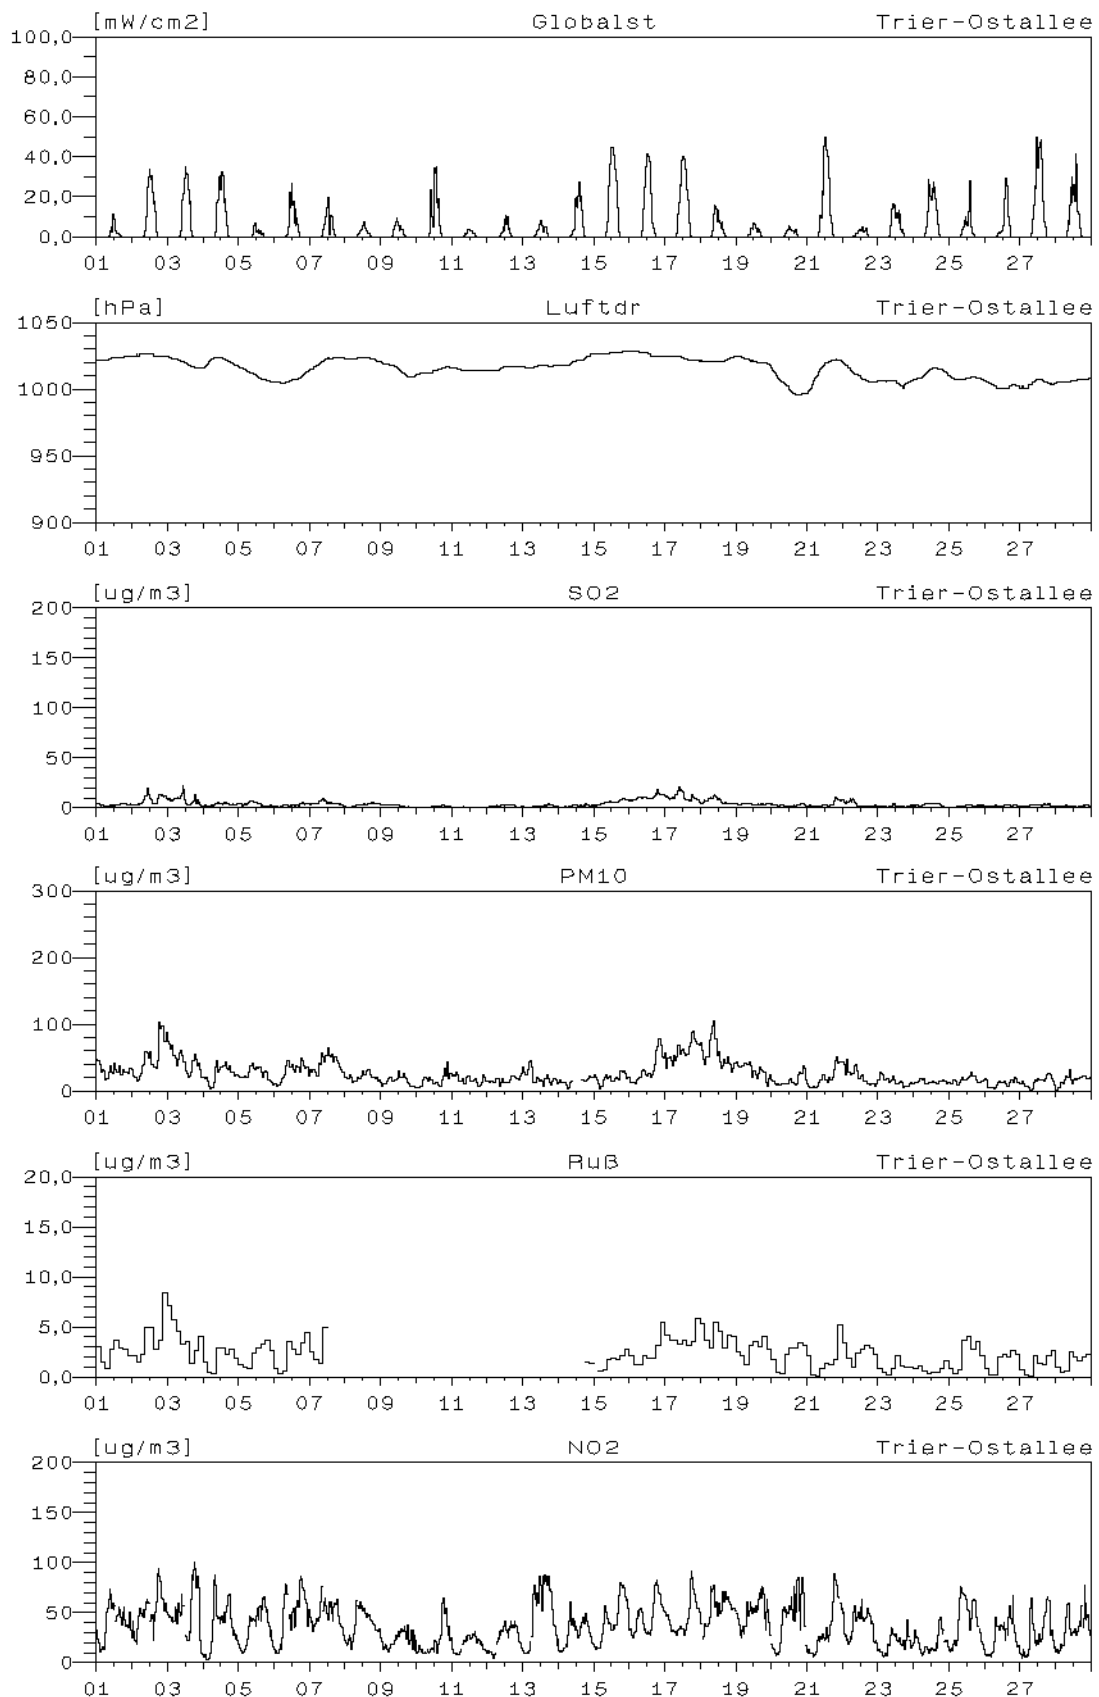 [mW/cm2] Globalst Trier-Ostallee
100,0
80,0
60,0
40,0
20,0
0,0
01 03 05 07 09 11 13 15 17 19 21 23 25 27
[hPa] Luftdr Trier-Ostallee
1050
1000
950
900
01 03 05 07 09 11 13 15 17 19 21 23 25 27
[ug/m3] SO2 Trier-Ostallee
200
150
100
50
0
01 03 05 07 09 11 13 15 17 19 21 23 25 27
[ug/m3] PM10 Trier-Ostallee
300
200
100
0
01 03 05 07 09 11 13 15 17 19 21 23 25 27
[ug/m3] Ruß Trier-Ostallee
20,0
15,0
10,0
5,0
0,0
01 03 05 07 09 11 13 15 17 19 21 23 25 27
[ug/m3] NO2 Trier-Ostallee
200
150
100
50
0
01 03 05 07 09 11 13 15 17 19 21 23 25 27